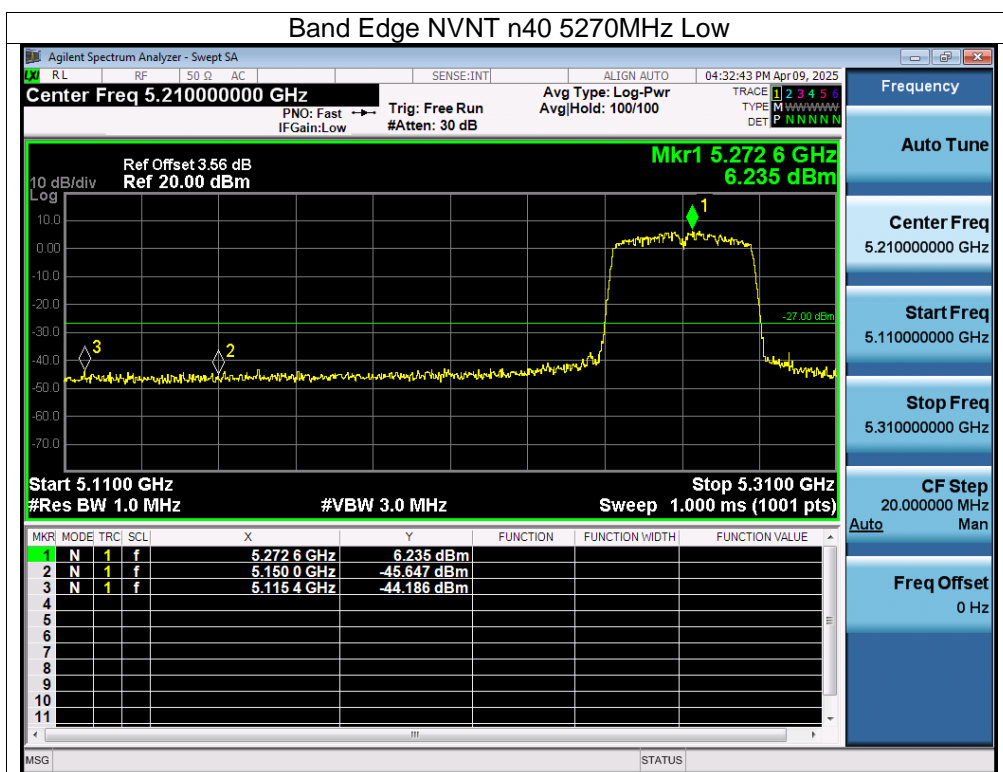 Band Edge NVNT n40 5270MHz Low
Agilent Spectrum Analyzer - Swept SA
LXI RL RF 50 Ω AC SENSE:INT ALIGN AUTO 04:32:43 PM Apr 09, 2025
Center Freq 5.210000000 GHz
PNO: Fast
IFGain:Low
Trig: Free Run
#Atten: 30 dB
Avg Type: Log-Pwr
Avg|Hold: 100/100
TRACE 1 2 3 4 5 6
TYPE M WWWWW
DET P N N N N N
Ref Offset 3.56 dB
10 dB/div Ref 20.00 dBm
Log
Mkr1 5.272 6 GHz
6.235 dBm
10.0
0.00
-10.0
-20.0
-30.0
-40.0
-50.0
-60.0
-70.0
1
-27.00 dBm
3
2
Start 5.1100 GHz Stop 5.3100 GHz
#Res BW 1.0 MHz #VBW 3.0 MHz Sweep 1.000 ms (1001 pts)
MKR MODE TRC SCL X Y FUNCTION FUNCTION WIDTH FUNCTION VALUE
1 N 1 f 5.272 6 GHz 6.235 dBm
2 N 1 f 5.150 0 GHz -45.647 dBm
3 N 1 f 5.115 4 GHz -44.186 dBm
4
5
6
7
8
9
10
11
MSG STATUS
Frequency
Auto Tune
Center Freq
5.210000000 GHz
Start Freq
5.110000000 GHz
Stop Freq
5.310000000 GHz
CF Step
20.000000 MHz
Auto Man
Freq Offset
0 Hz